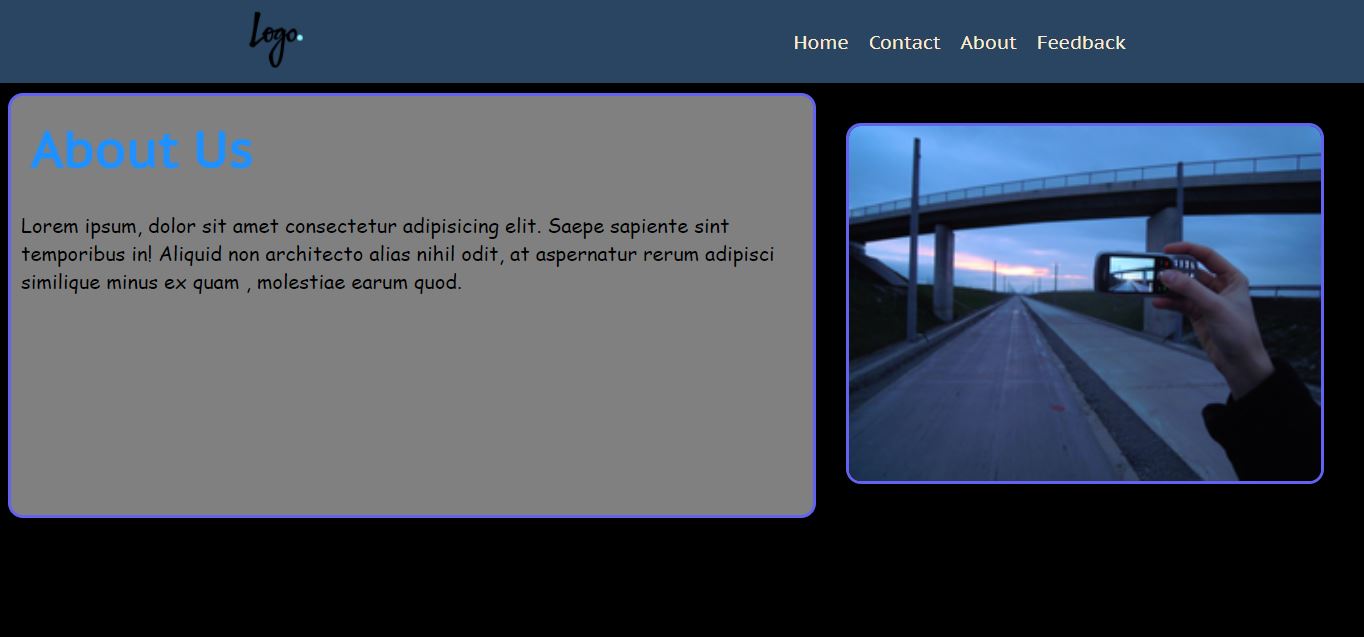 Logo.
Home Contact About Feedback
About Us
Lorem ipsum, dolor sit amet consectetur adipisicing elit. Saepe sapiente sint
temporibus in! Aliquid non architecto alias nihil odit, at aspernatur rerum adipisci
similique minus ex quam , molestiae earum quod.